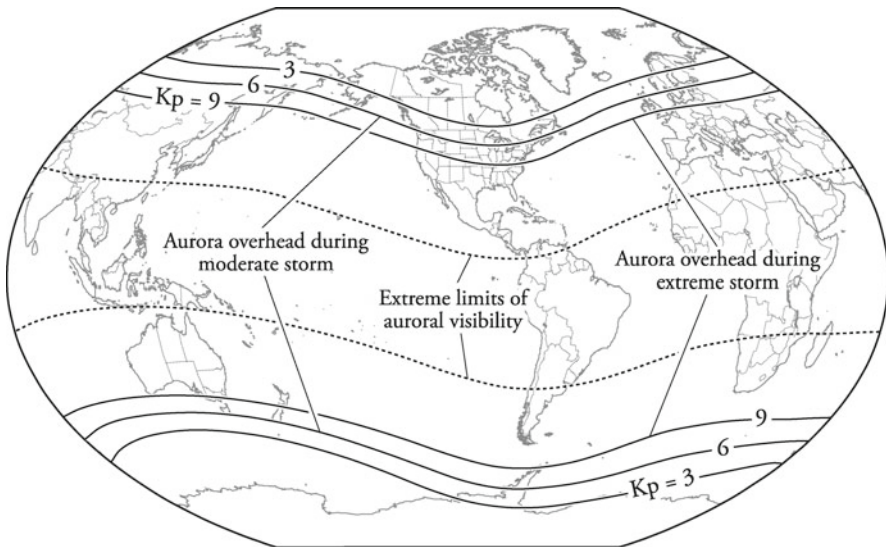 3
6
Kp = 9
Aurora overhead during
moderate storm
Extreme limits of
auroral visibility
Aurora overhead during
extreme storm
9
6
Kp = 3